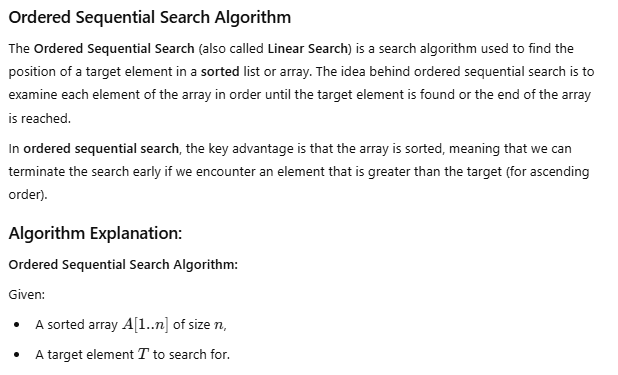 Ordered Sequential Search Algorithm
The Ordered Sequential Search (also called Linear Search) is a search algorithm used to find the
position of a target element in a sorted list or array. The idea behind ordered sequential search is to
examine each element of the array in order until the target element is found or the end of the array
is reached.
In ordered sequential search, the key advantage is that the array is sorted, meaning that we can
terminate the search early if we encounter an element that is greater than the target (for ascending
order).
Algorithm Explanation:
Ordered Sequential Search Algorithm:
Given:
• A sorted array A[1..n] of size n,
• A target element T to search for.